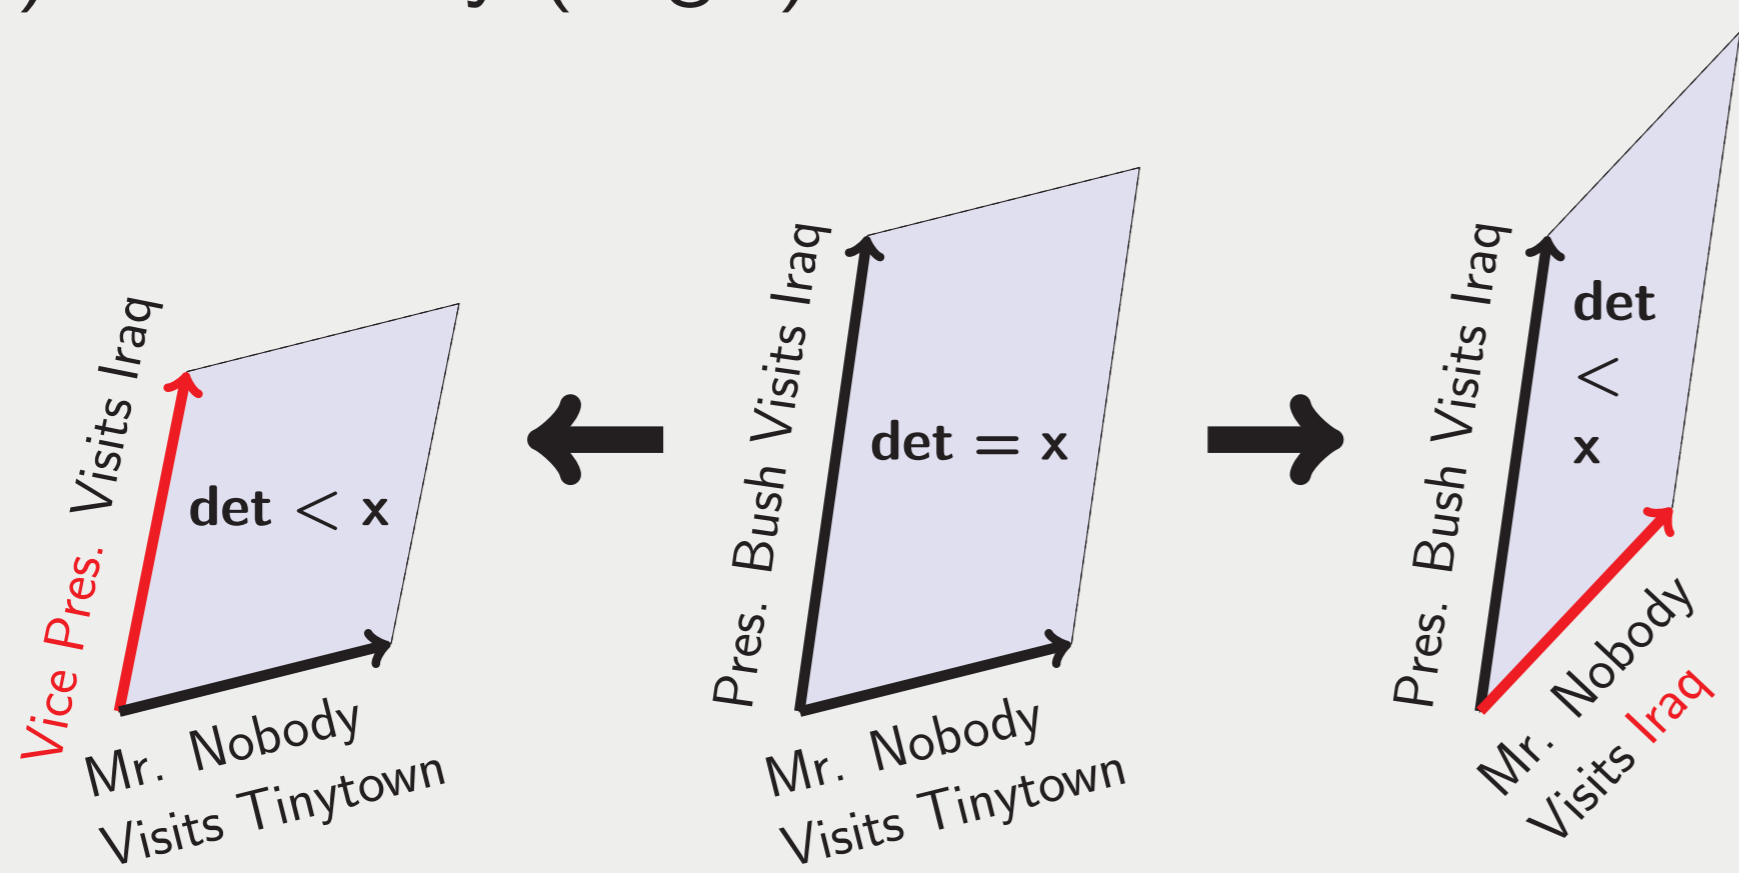 Vice Pres. Visits Iraq
det < x
Mr. Nobody
Visits Tinytown
Pres. Bush Visits Iraq
det = x
Mr. Nobody
Visits Tinytown
Pres. Bush Visits Iraq
det
<
x
Mr. Nobody
Visits Iraq